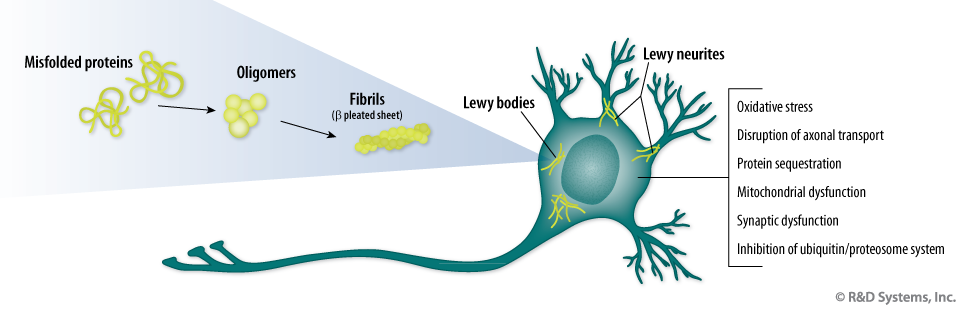 Misfolded proteins
Oligomers
Fibrils
(β pleated sheet)
Lewy bodies
Lewy neurites
Oxidative stress
Disruption of axonal transport
Protein sequestration
Mitochondrial dysfunction
Synaptic dysfunction
Inhibition of ubiquitin/proteosome system
© R&D Systems, Inc.